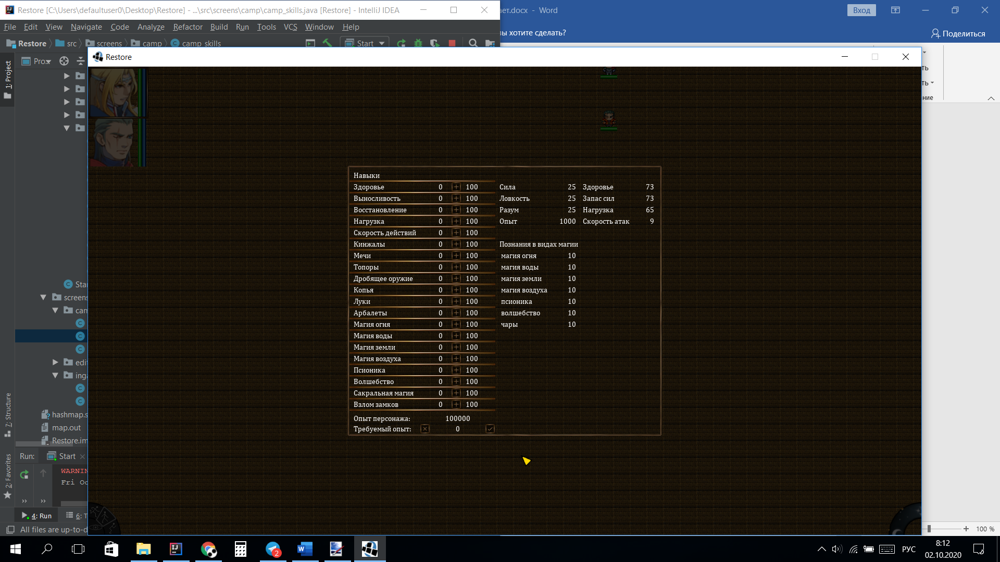 Restore [C:\Users\defaultuser0\Desktop\Restore] - ...\src\screens\camp\camp_skills.java [Restore] - IntelliJ IDEA
ает.docx - Word
Вход
File Edit View Navigate Code Analyze Refactor Build Run Tools VCS Window Help
вы хотите сделать?
Поделиться
Restore src screens camp camp_skills
Start
1: Project
Pro...
Restore
ть
ть
ние
Навыки
Здоровье 0 100 Сила 25 Здоровье 73
Выносливость 0 100 Ловкость 25 Запас сил 73
Восстановление 0 100 Разум 25 Нагрузка 65
Нагрузка 0 100 Опыт 1000 Скорость атак 9
Скорость действий 0 100
Кинжалы 0 100 Познания в видах магии
Мечи 0 100 магия огня 10
Топоры 0 100 магия воды 10
Дробящее оружие 0 100 магия земли 10
Копья 0 100 магия воздуха 10
Луки 0 100 псионика 10
Арбалеты 0 100 волшебство 10
Магия огня 0 100 чары 10
Магия воды 0 100
Магия земли 0 100
Магия воздуха 0 100
Псионика 0 100
Волшебство 0 100
Сакральная магия 0 100
Взлом замков 0 100
Опыт персонажа: 100000
Требуемый опыт: 0
Sta
screens
cam
edit
inga
hashmap.s
map.out
Restore.im
7: Structure
2: Favorites
Run: Start
WARNIN
Fri Oc
4: Run 6: T
All files are up-to-d
100 %
2
РУС
8:12
02.10.2020